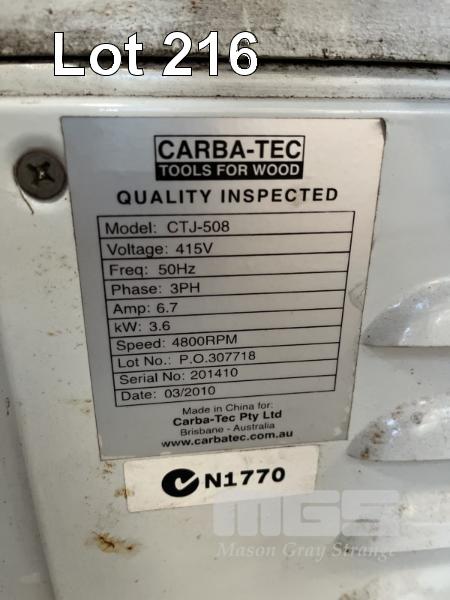 Lot 216
CARBA-TEC
TOOLS FOR WOOD
QUALITY INSPECTED
Model: CTJ-508
Voltage: 415V
Freq: 50Hz
Phase: 3PH
Amp: 6.7
kW: 3.6
Speed: 4800RPM
Lot No.: P.O.307718
Serial No: 201410
Date: 03/2010
Made in China for:
Carba-Tec Pty Ltd
Brisbane - Australia
www.carbatec.com.au
N1770
MGS
Mason Gray Strange